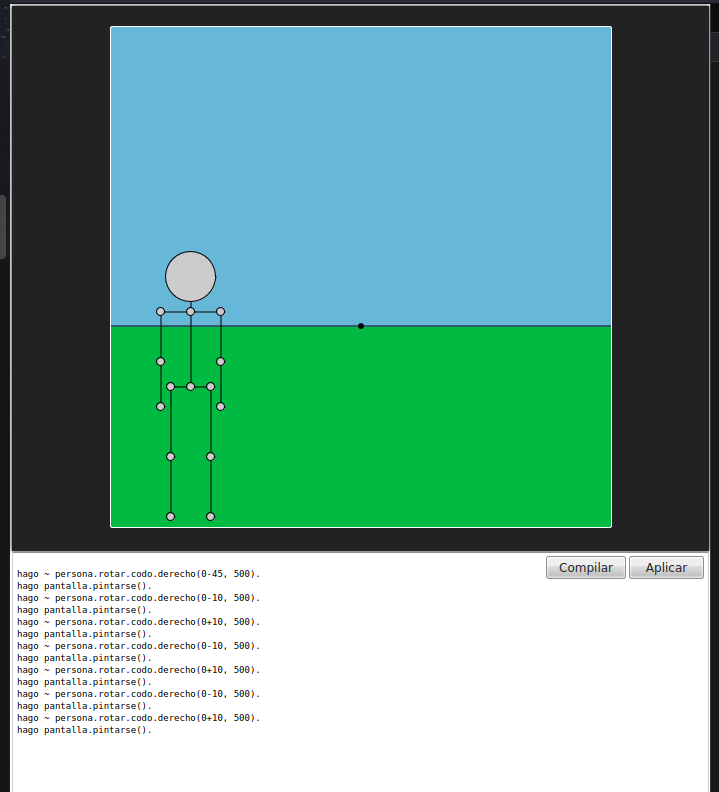 Compilar Aplicar
hago ~ persona.rotar.codo.derecho(0-45, 500).
hago pantalla.pintarse().
hago ~ persona.rotar.codo.derecho(0-10, 500).
hago pantalla.pintarse().
hago ~ persona.rotar.codo.derecho(0+10, 500).
hago pantalla.pintarse().
hago ~ persona.rotar.codo.derecho(0-10, 500).
hago pantalla.pintarse().
hago ~ persona.rotar.codo.derecho(0+10, 500).
hago pantalla.pintarse().
hago ~ persona.rotar.codo.derecho(0-10, 500).
hago pantalla.pintarse().
hago ~ persona.rotar.codo.derecho(0+10, 500).
hago pantalla.pintarse().